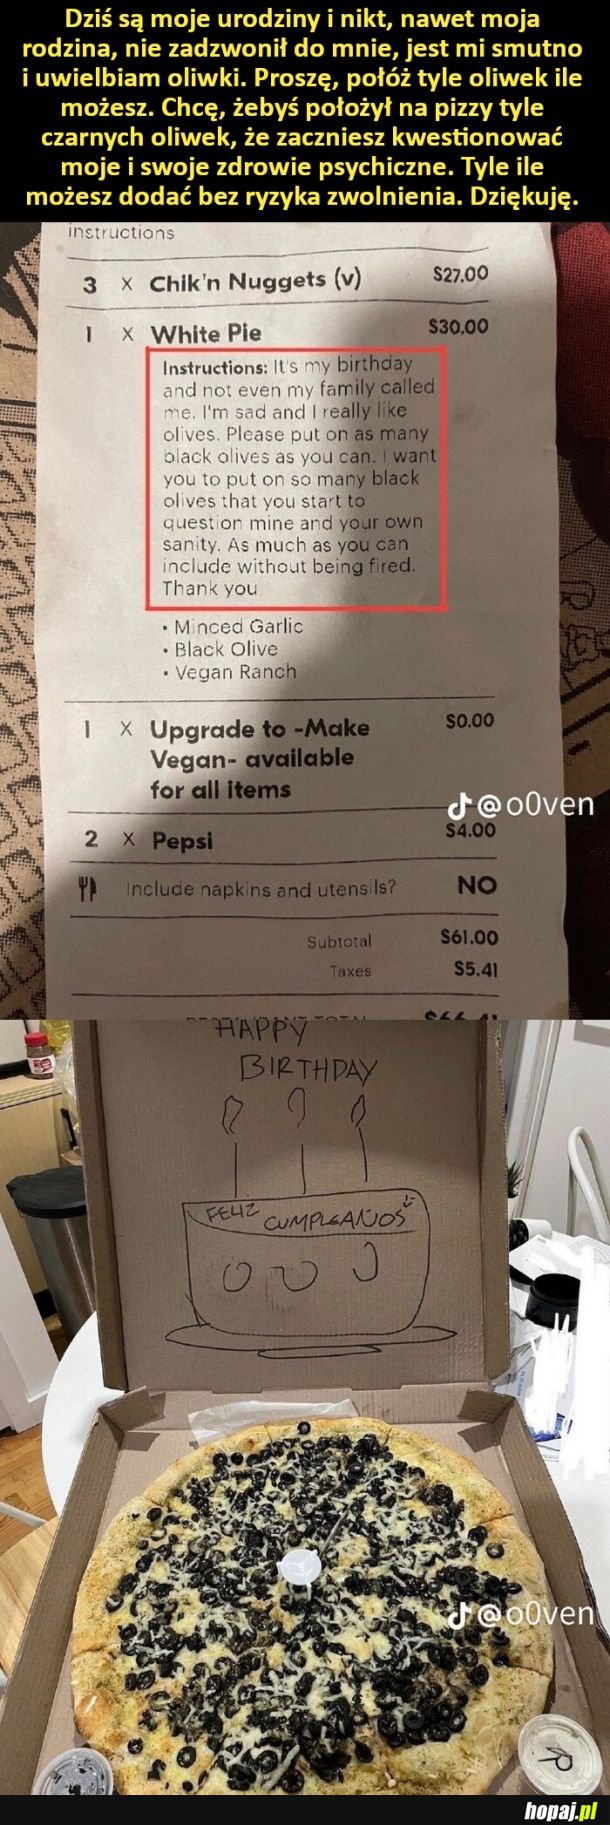 Dziś są moje urodziny i nikt, nawet moja
rodzina, nie zadzwonił do mnie, jest mi smutno
i uwielbiam oliwki. Proszę, połóż tyle oliwek ile
możesz. Chcę, żebyś położył na pizzy tyle
czarnych oliwek, że zaczniesz kwestionować
moje i swoje zdrowie psychiczne. Tyle ile
możesz dodać bez ryzyka zwolnienia. Dziękuję.
instructions
3 x Chik'n Nuggets (v) $27.00
1 x White Pie $30.00
Instructions: It's my birthday
and not even my family called
me. I'm sad and I really like
olives. Please put on as many
black olives as you can. I want
you to put on so many black
olives that you start to
question mine and your own
sanity. As much as you can
include without being fired.
Thank you
• Minced Garlic
• Black Olive
• Vegan Ranch
1 x Upgrade to -Make $0.00
Vegan- available
for all items
@o0ven
2 x Pepsi $4.00
Include napkins and utensils? NO
Subtotal $61.00
Taxes $5.41
HAPPY
BIRTHDAY
FELIZ CUMPLEAÑOS
@o0ven
R
hopaj.pl